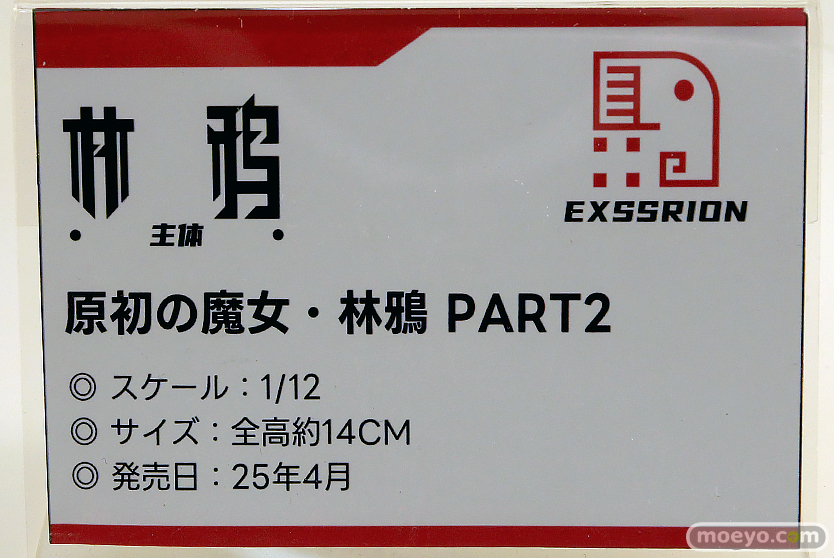 林鴉
・主体・
EXSSRION
原初の魔女・林鴉 PART2
◎ スケール：1/12
◎ サイズ：全高約14CM
◎ 発売日：25年4月
moeyo.com